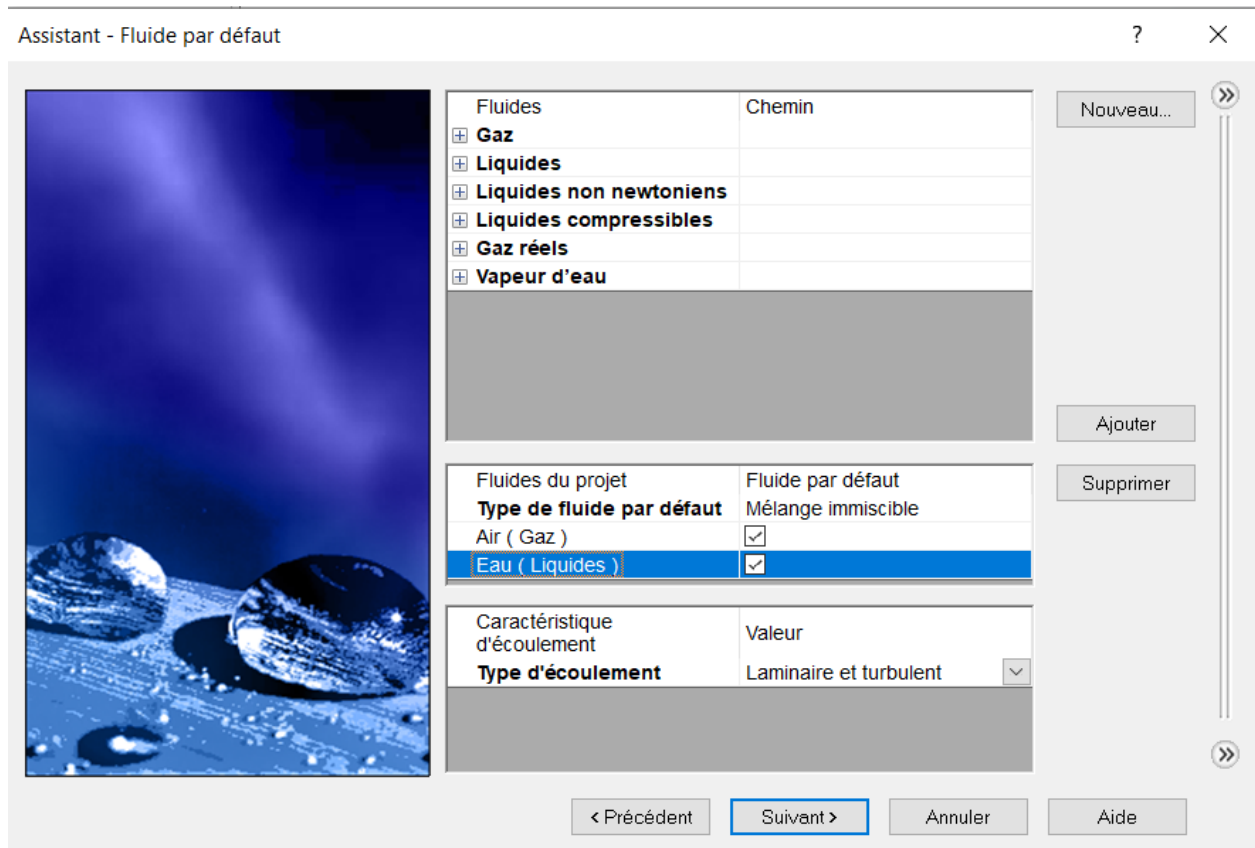 Assistant - Fluide par défaut ? ×
Fluides Chemin
Gaz
Liquides
Liquides non newtoniens
Liquides compressibles
Gaz réels
Vapeur d’eau
Nouveau...
Ajouter
Fluides du projet Fluide par défaut
Type de fluide par défaut Mélange immiscible
Air ( Gaz )
Eau ( Liquides )
Supprimer
Caractéristique
d'écoulement Valeur
Type d'écoulement Laminaire et turbulent
< Précédent Suivant > Annuler Aide